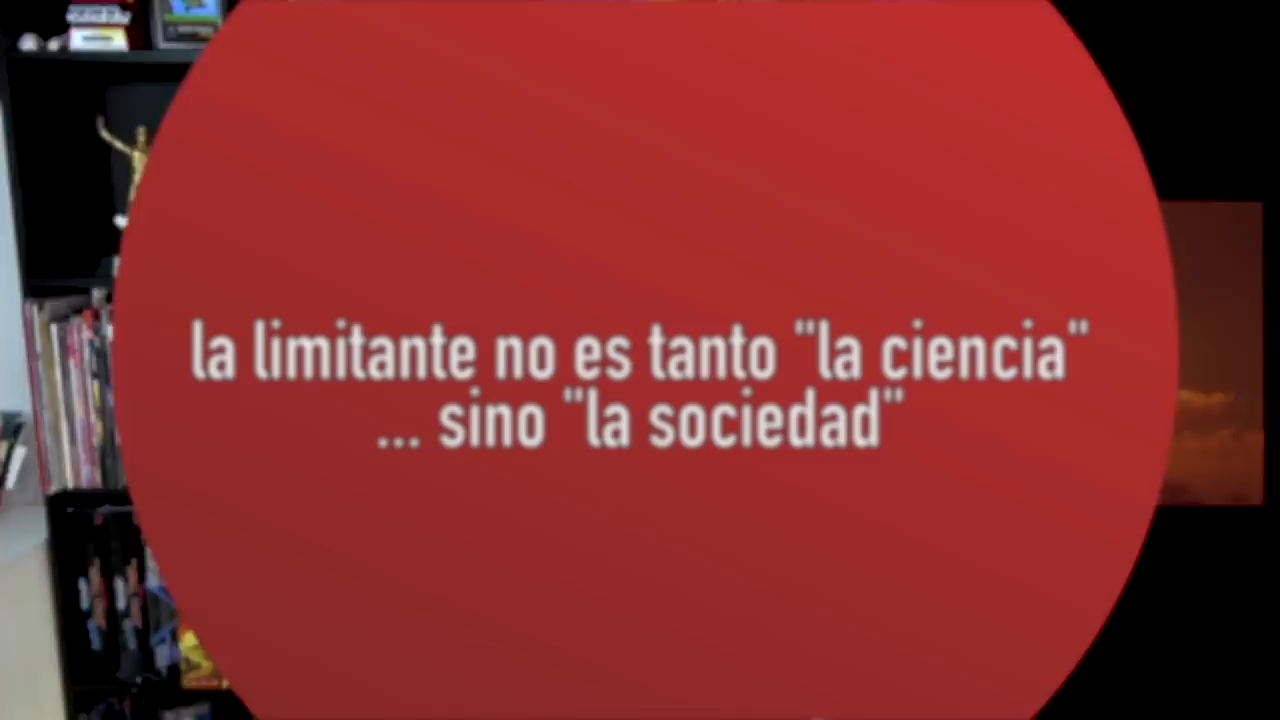 la limitante no es tanto "la ciencia"
... sino "la sociedad"